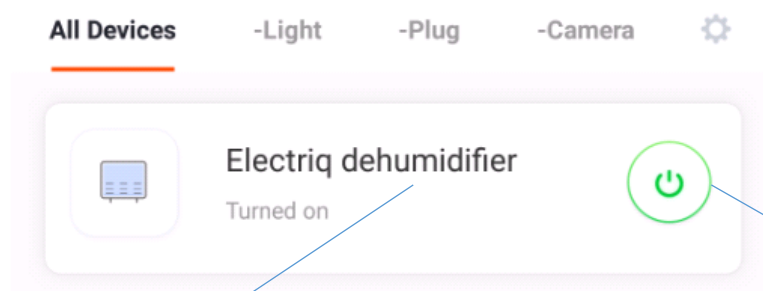 All Devices -Light -Plug -Camera
Electriq dehumidifier
Turned on